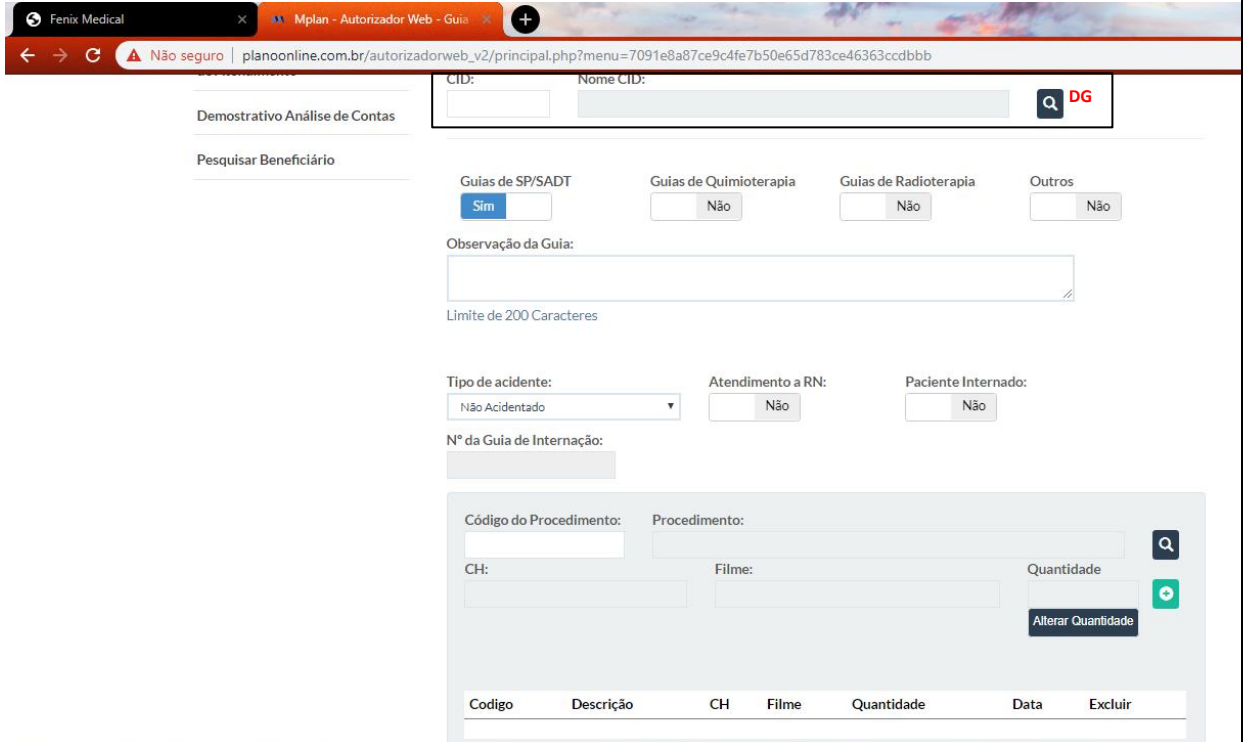 Fenix Medical
Mplan - Autorizador Web - Guia
Não seguro | planoonline.com.br/autorizadorweb_v2/principal.php?menu=7091e8a87ce9c4fe7b50e65d783ce46363ccdbbb
Demostrativo Análise de Contas
Pesquisar Beneficiário
CID: Nome CID:
DG
Guias de SP/SADT Guias de Quimioterapia Guias de Radioterapia Outros
Sim Não Não Não
Observação da Guia:
Limite de 200 Caracteres
Tipo de acidente: Atendimento a RN: Paciente Internado:
Não Acidentado Não Não
Nº da Guia de Internação:
Código do Procedimento: Procedimento:
CH: Filme: Quantidade
Alterar Quantidade
Codigo Descrição CH Filme Quantidade Data Excluir